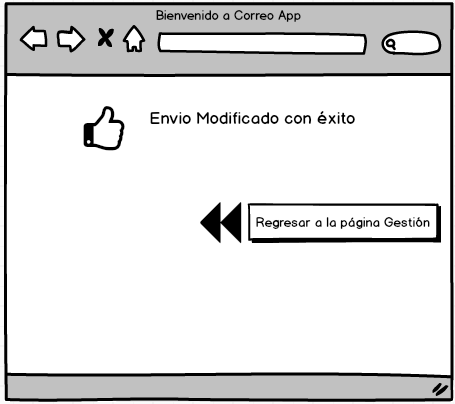 Bienvenido a Correo App
Envio Modificado con éxito
Regresar a la página Gestión